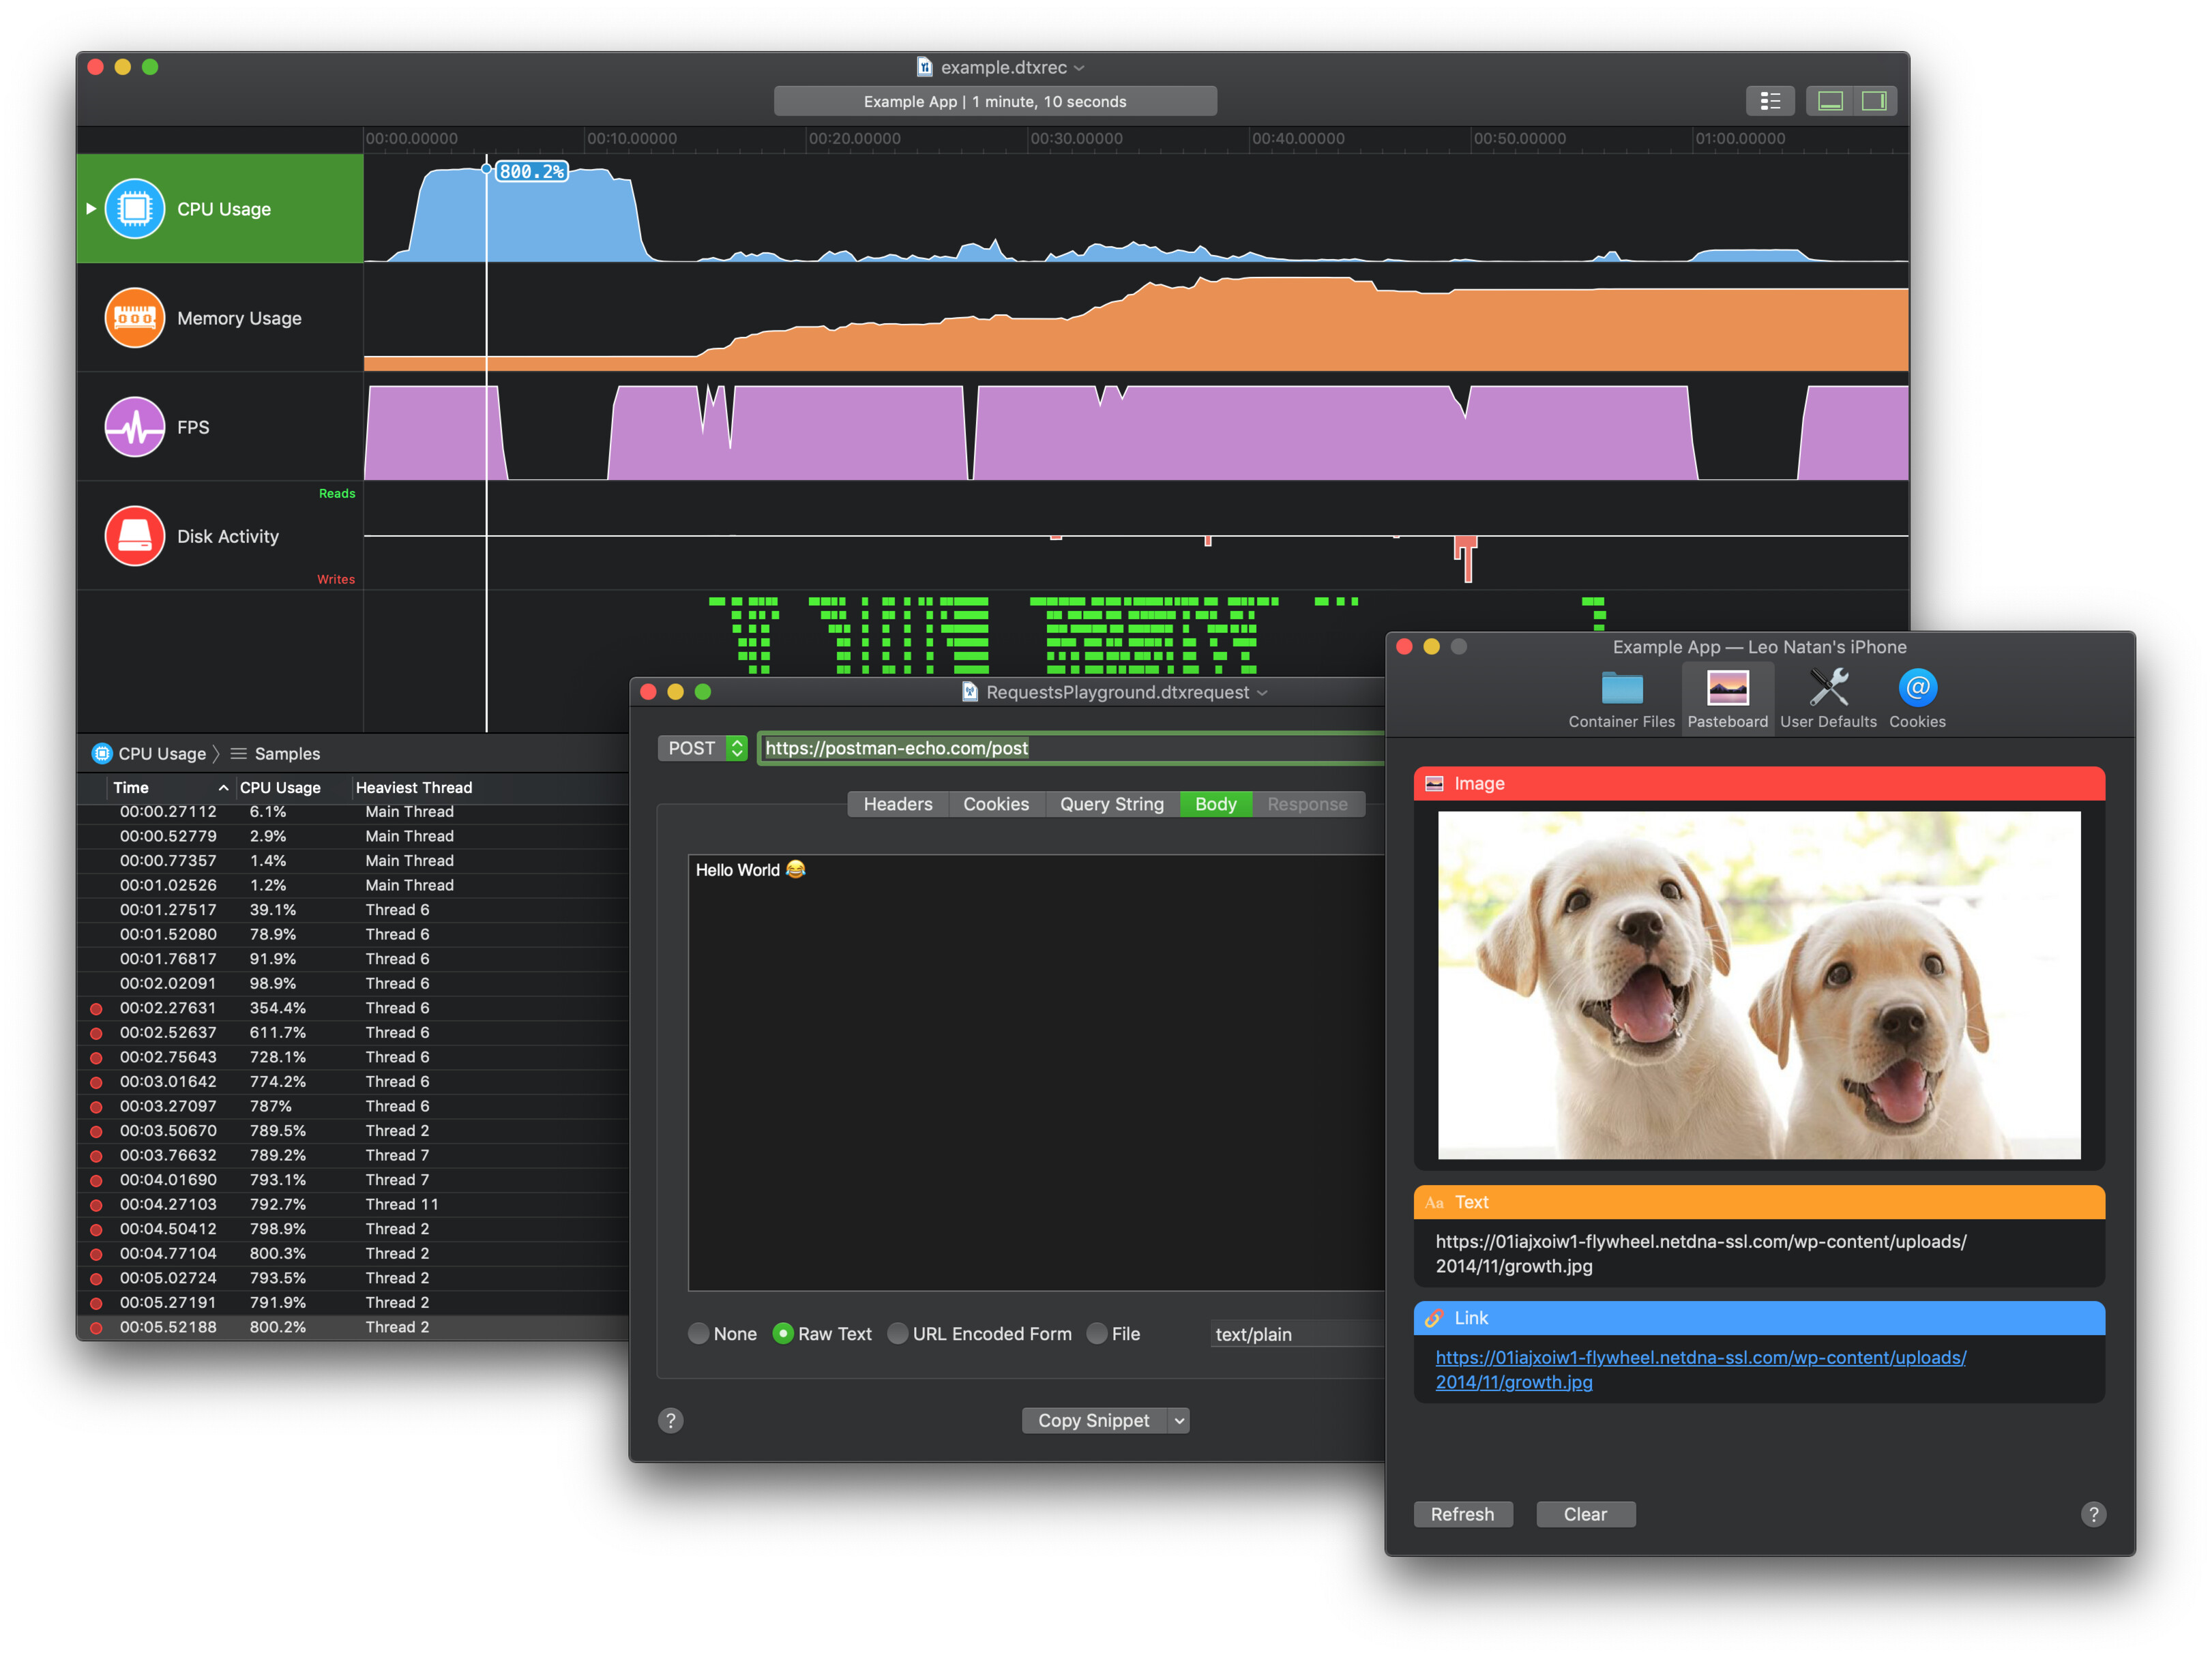 example.dtxrec
Example App | 1 minute, 10 seconds
00:00.00000 00:10.00000 00:20.00000 00:30.00000 00:40.00000 00:50.00000 01:00.00000
800.2%
CPU Usage
Memory Usage
FPS
Reads
Disk Activity
Writes
CPU Usage Samples
Time CPU Usage Heaviest Thread
00:00.27112 6.1% Main Thread
00:00.52779 2.9% Main Thread
00:00.77357 1.4% Main Thread
00:01.02526 1.2% Main Thread
00:01.27517 39.1% Thread 6
00:01.52080 78.9% Thread 6
00:01.76817 91.9% Thread 6
00:02.02091 98.9% Thread 6
00:02.27631 354.4% Thread 6
00:02.52637 611.7% Thread 6
00:02.75643 728.1% Thread 6
00:03.01642 774.2% Thread 6
00:03.27097 787% Thread 6
00:03.50670 789.5% Thread 2
00:03.76632 789.2% Thread 7
00:04.01690 793.1% Thread 7
00:04.27103 792.7% Thread 11
00:04.50412 798.9% Thread 2
00:04.77104 800.3% Thread 2
00:05.02724 793.5% Thread 2
00:05.27191 791.9% Thread 2
00:05.52188 800.2% Thread 2
RequestsPlayground.dtxrequest
POST https://postman-echo.com/post
Headers Cookies Query String Body Response
Hello World 😂
None Raw Text URL Encoded Form File text/plain
? Copy Snippet
Example App — Leo Natan's iPhone
Container Files Pasteboard User Defaults Cookies
Image
Aa Text
https://01iajxoiw1-flywheel.netdna-ssl.com/wp-content/uploads/
2014/11/growth.jpg
Link
https://01iajxoiw1-flywheel.netdna-ssl.com/wp-content/uploads/
2014/11/growth.jpg
Refresh Clear ?